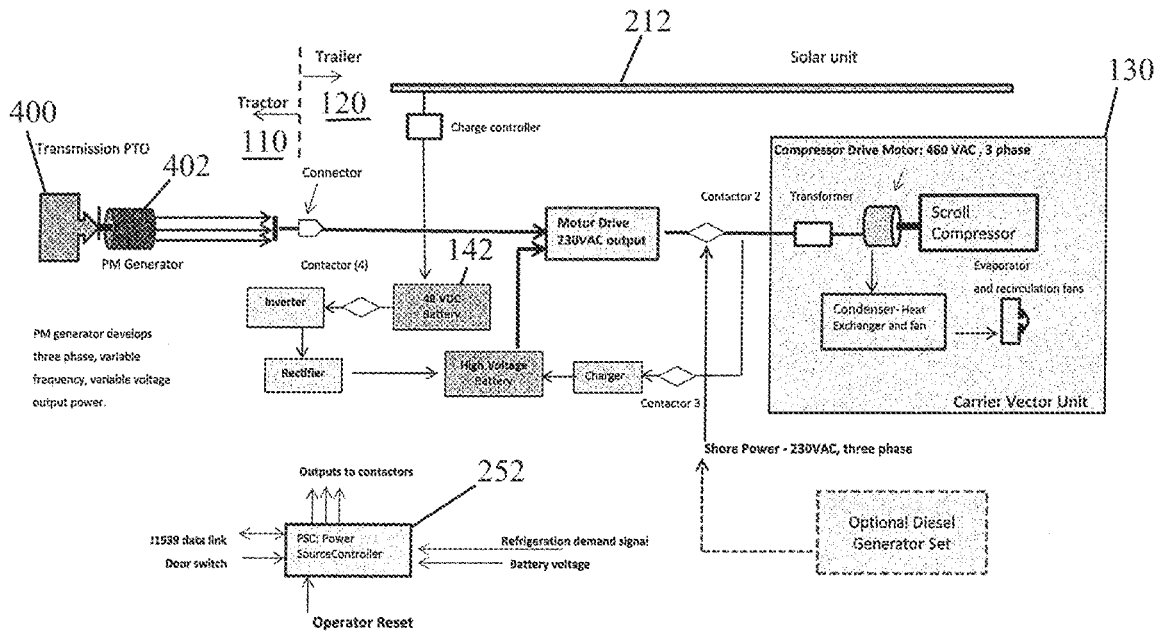 212
Solar unit
130
Trailer
120
Tractor
110
400
Transmission PTO
402
Charge controller
Connector
Compressor Drive Motor: 460 VAC , 3 phase
Contactor 2
Transformer
Scroll
Compressor
Motor Drive
230VAC output
PM Generator
142
Contactor (4)
Evaporator
and recirculation fans
Inverter
48 VDC
Battery
Condenser- Heat
Exchanger and fan
PM generator develops
three phase, variable
frequency, variable voltage
output power.
Rectifier
High Voltage
Battery
Charger
Contactor 3
Carrier Vector Unit
Shore Power - 230VAC, three phase
Outputs to contactors
252
Optional Diesel
Generator Set
J1939 data link
Door switch
PSC: Power
SourceController
Refrigeration demand signal
Battery voltage
Operator Reset